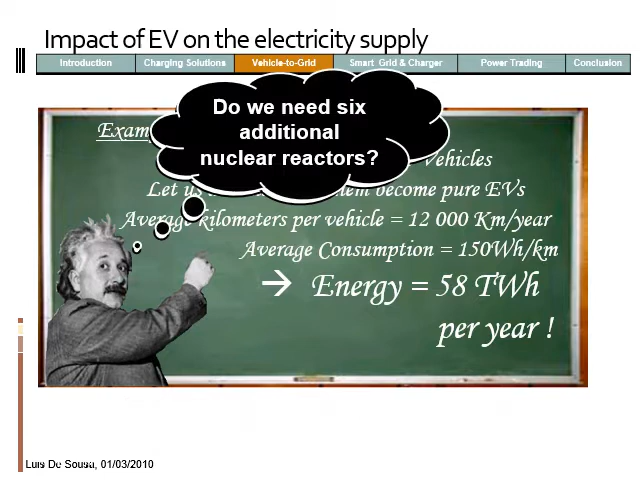 Impact of EV on the electricity supply
Introduction
Charging Solutions
Vehicle-to-Grid
Smart Grid & Charger
Power Trading
Conclusion
Do we need six
additional
nuclear reactors?
Exam
Vehicles
Let us become pure EVs
Average kilometers per vehicle = 12 000 Km/year
Average Consumption = 150Wh/km
→ Energy = 58 TWh
per year !
Luis De Sousa, 01/03/2010